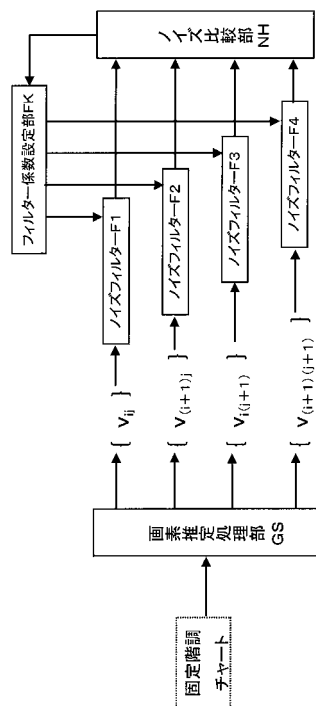 固定階調
チャート
画素推定処理部
GS
{ Vij }
{ V(i+1)j }
{ Vi(j+1) }
{ V(i+1)(j+1) }
ノイズフィルターF1
ノイズフィルターF2
ノイズフィルターF3
ノイズフィルターF4
フィルター係数設定部FK
ノイズ比較部
NH